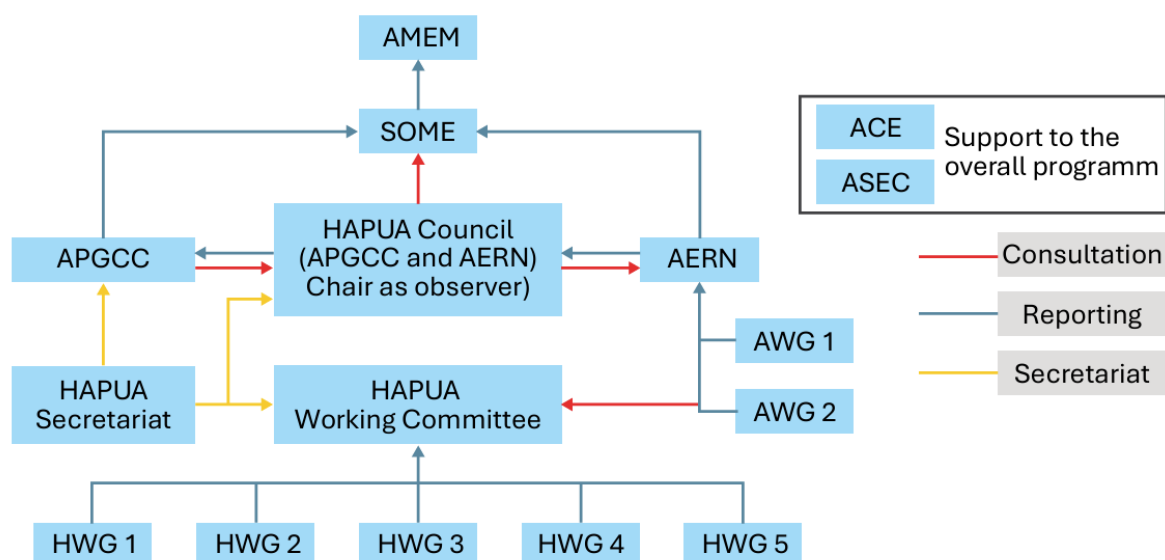 AMEM
SOME
ACE
ASEC
Support to the
overall programm
HAPUA Council
(APGCC and AERN)
Chair as observer)
APGCC
AERN
Consultation
Reporting
Secretariat
AWG 1
AWG 2
HAPUA
Secretariat
HAPUA
Working Committee
HWG 1
HWG 2
HWG 3
HWG 4
HWG 5